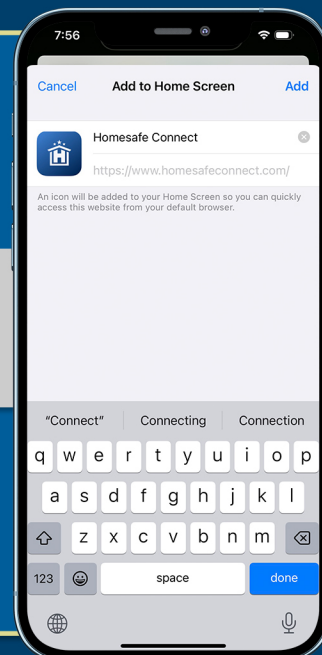 7:56
Cancel Add to Home Screen Add
H
Homesafe Connect
https://www.homesafeconnect.com/
An icon will be added to your Home Screen so you can quickly
access this website from your default browser.
"Connect" Connecting Connection
q w e r t y u i o p
a s d f g h j k l
z x c v b n m
123 space done